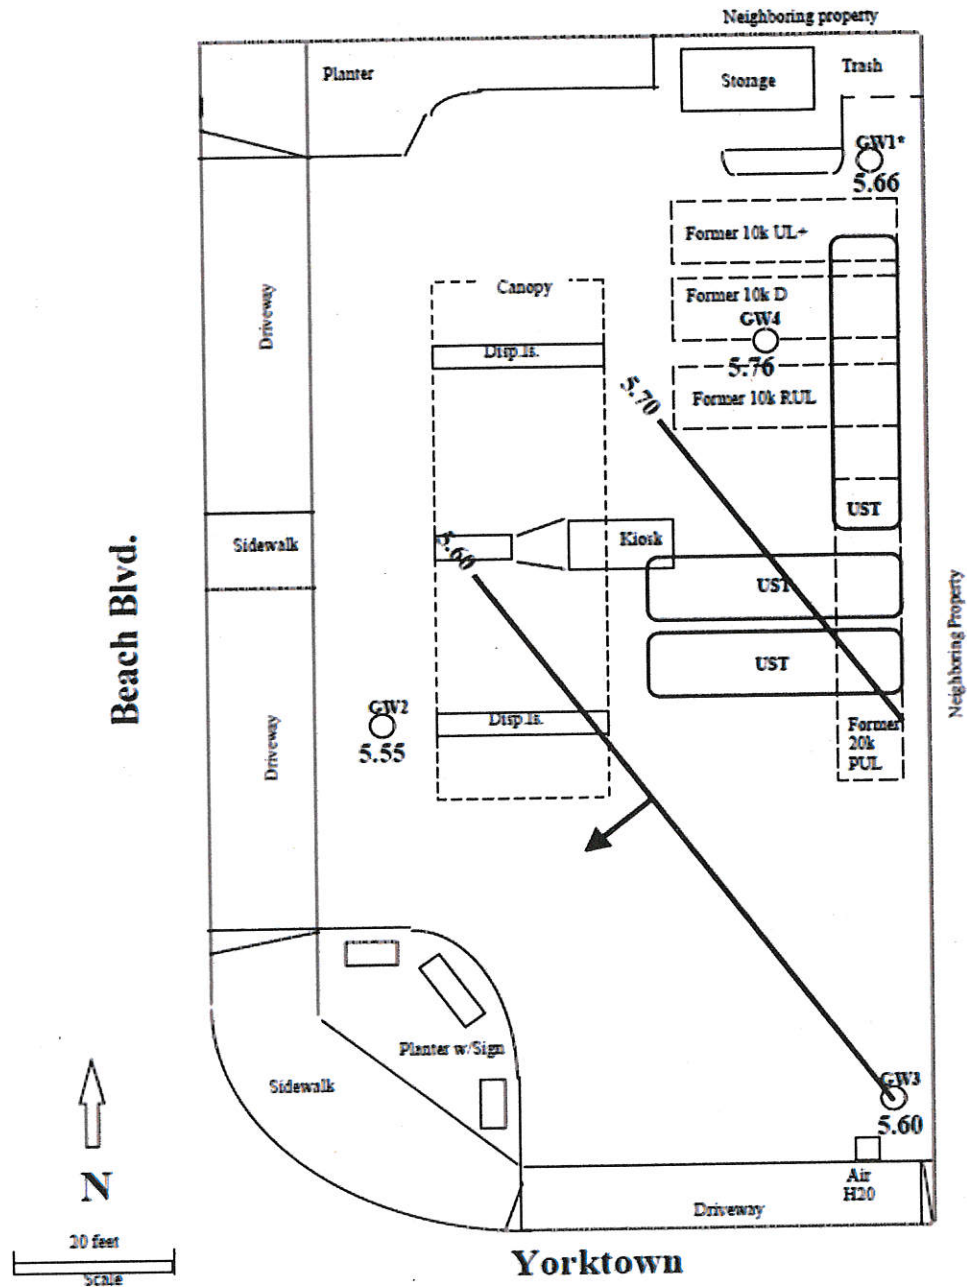 Neighboring property
Planter
Storage
Trash
GW1*
5.66
Former 10k UL+
Canopy
Former 10k D
Driveway
GW4
Disp.Is.
5.76
5.70
Former 10k RUL
UST
Sidewalk
5.60
Kiosk
UST
Beach Blvd.
Neighboring Property
UST
GW2
Disp.Is.
5.55
Former
20k
PUL
Driveway
Planter w/Sign
Sidewalk
GW3
5.60
N
Air
H20
Driveway
20 feet
Scale
Yorktown